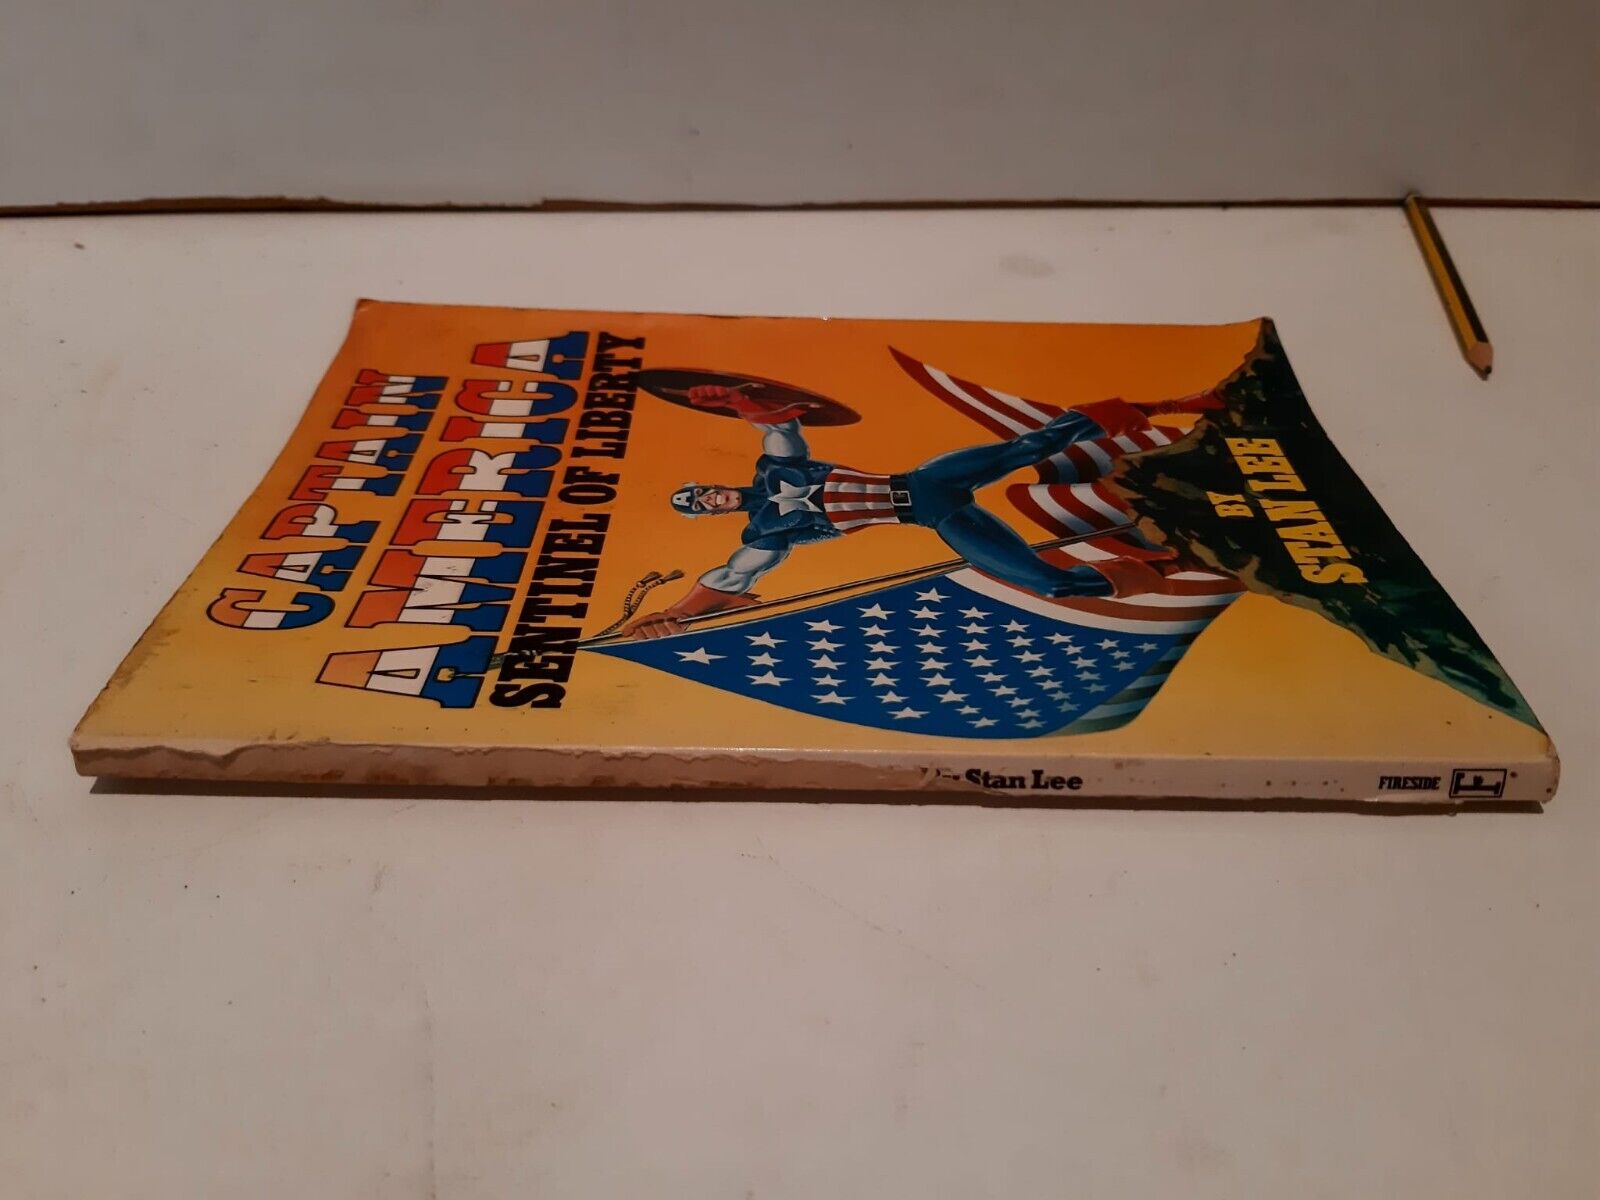 CAPTAIN
AMERICA
SENTINEL OF LIBERTY
A
BY
STAN LEE
Stan Lee
FIRESIDE
F